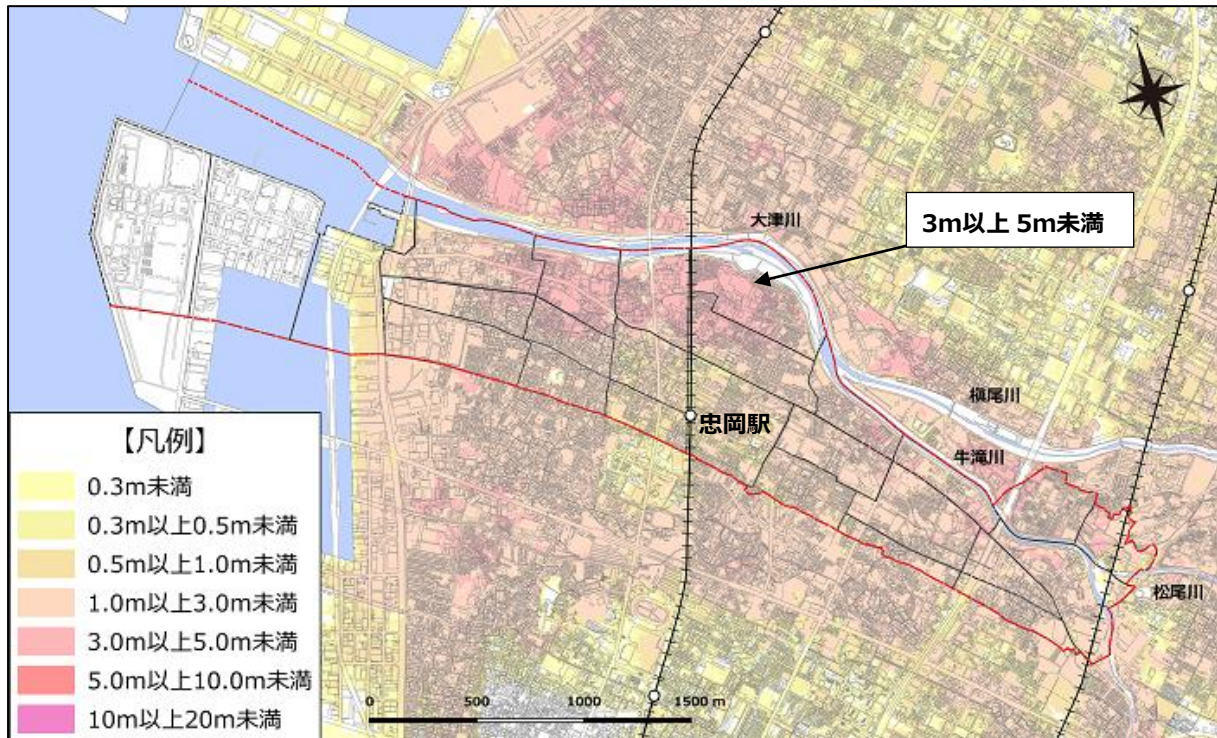 N
大津川
3m以上 5m未満
槇尾川
忠岡駅
牛滝川
松尾川
【凡例】
0.3m未満
0.3m以上0.5m未満
0.5m以上1.0m未満
1.0m以上3.0m未満
3.0m以上5.0m未満
5.0m以上10.0m未満
10m以上20m未満
0 500 1000 1500 m